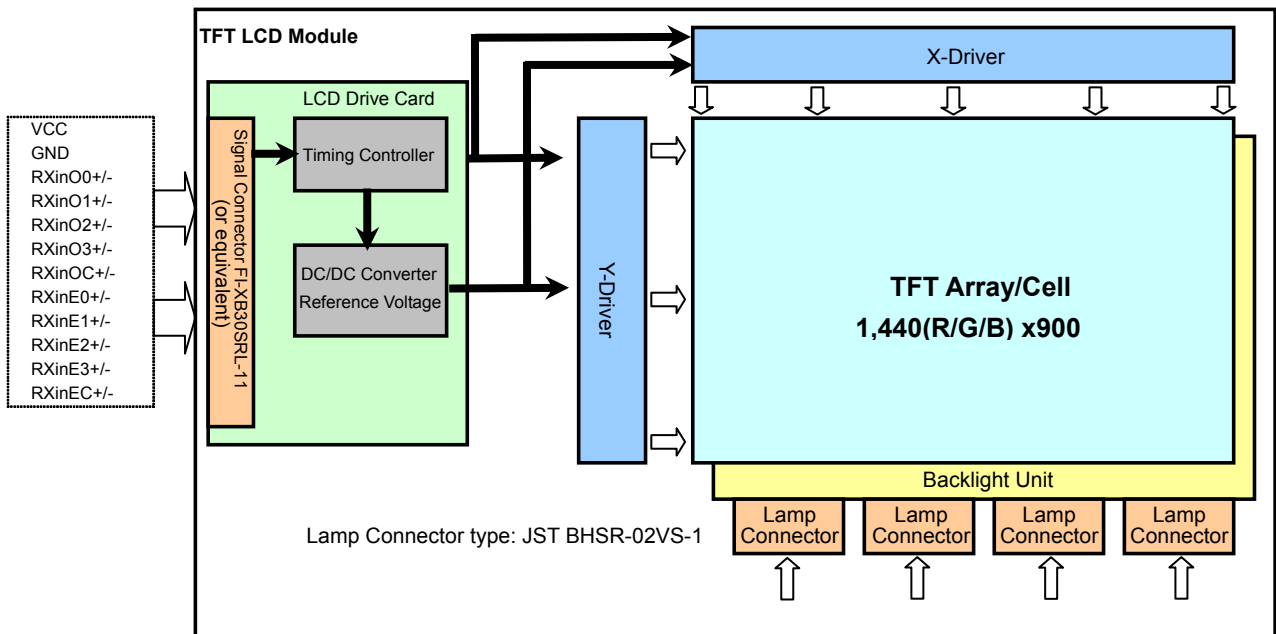 TFT LCD Module
X-Driver
LCD Drive Card
VCC
GND
RXinO0+/-
RXinO1+/-
RXinO2+/-
RXinO3+/-
RXinOC+/-
RXinE0+/-
RXinE1+/-
RXinE2+/-
RXinE3+/-
RXinEC+/-
Signal Connector FI-XB30SRL-11
(or equivalent)
Timing Controller
DC/DC Converter
Reference Voltage
Y-Driver
TFT Array/Cell
1,440(R/G/B) x900
Backlight Unit
Lamp Connector type: JST BHSR-02VS-1
Lamp
Connector
Lamp
Connector
Lamp
Connector
Lamp
Connector